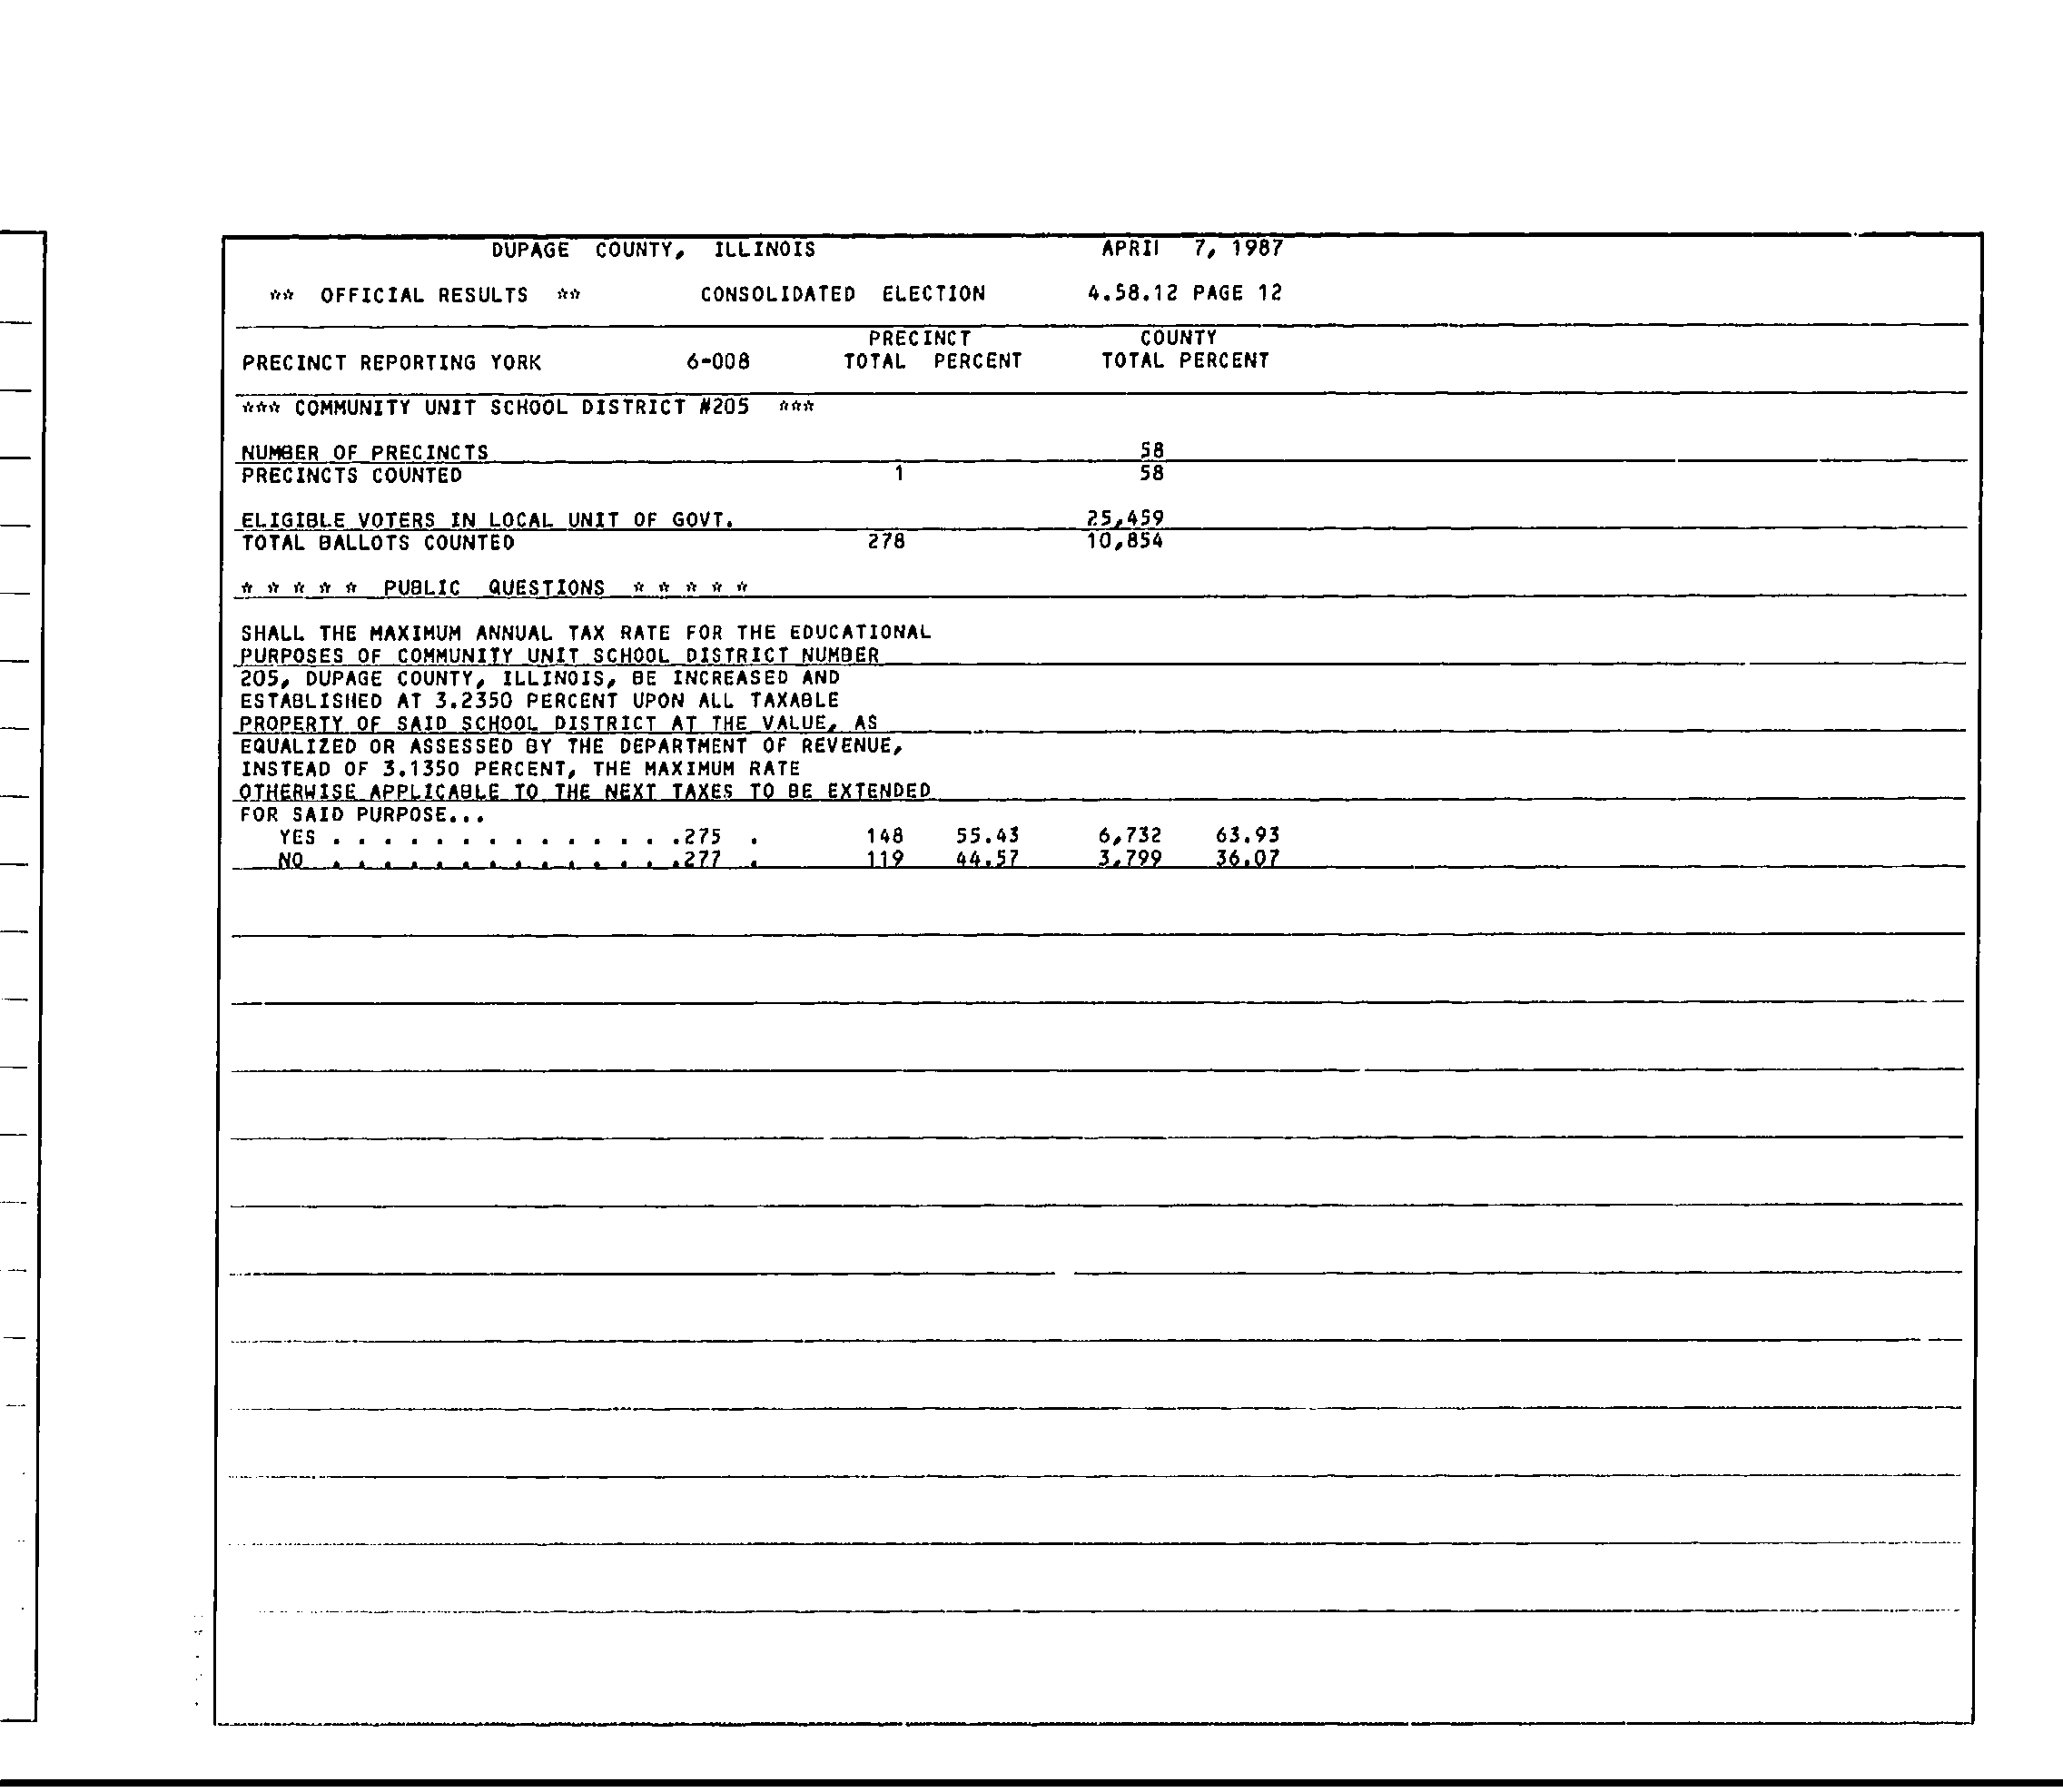 DUPAGE COUNTY, ILLINOIS APRIL 7, 1987
** OFFICIAL RESULTS ** CONSOLIDATED ELECTION 4.58.12 PAGE 12
PRECINCT COUNTY
PRECINCT REPORTING YORK 6-008 TOTAL PERCENT TOTAL PERCENT
*** COMMUNITY UNIT SCHOOL DISTRICT #205 ***
NUMBER OF PRECINCTS 58
PRECINCTS COUNTED 1 58
ELIGIBLE VOTERS IN LOCAL UNIT OF GOVT. 25,459
TOTAL BALLOTS COUNTED 278 10,854
* * * * * PUBLIC QUESTIONS * * * * *
SHALL THE MAXIMUM ANNUAL TAX RATE FOR THE EDUCATIONAL
PURPOSES OF COMMUNITY UNIT SCHOOL DISTRICT NUMBER
205, DUPAGE COUNTY, ILLINOIS, BE INCREASED AND
ESTABLISHED AT 3.2350 PERCENT UPON ALL TAXABLE
PROPERTY OF SAID SCHOOL DISTRICT AT THE VALUE, AS
EQUALIZED OR ASSESSED BY THE DEPARTMENT OF REVENUE,
INSTEAD OF 3.1350 PERCENT, THE MAXIMUM RATE
OTHERWISE APPLICABLE TO THE NEXT TAXES TO BE EXTENDED
FOR SAID PURPOSE...
YES . . . . . . . . . . . . . .275 . 148 55.43 6,732 63.93
NO . . . . . . . . . . . . . .277 . 119 44.57 3,799 36.07